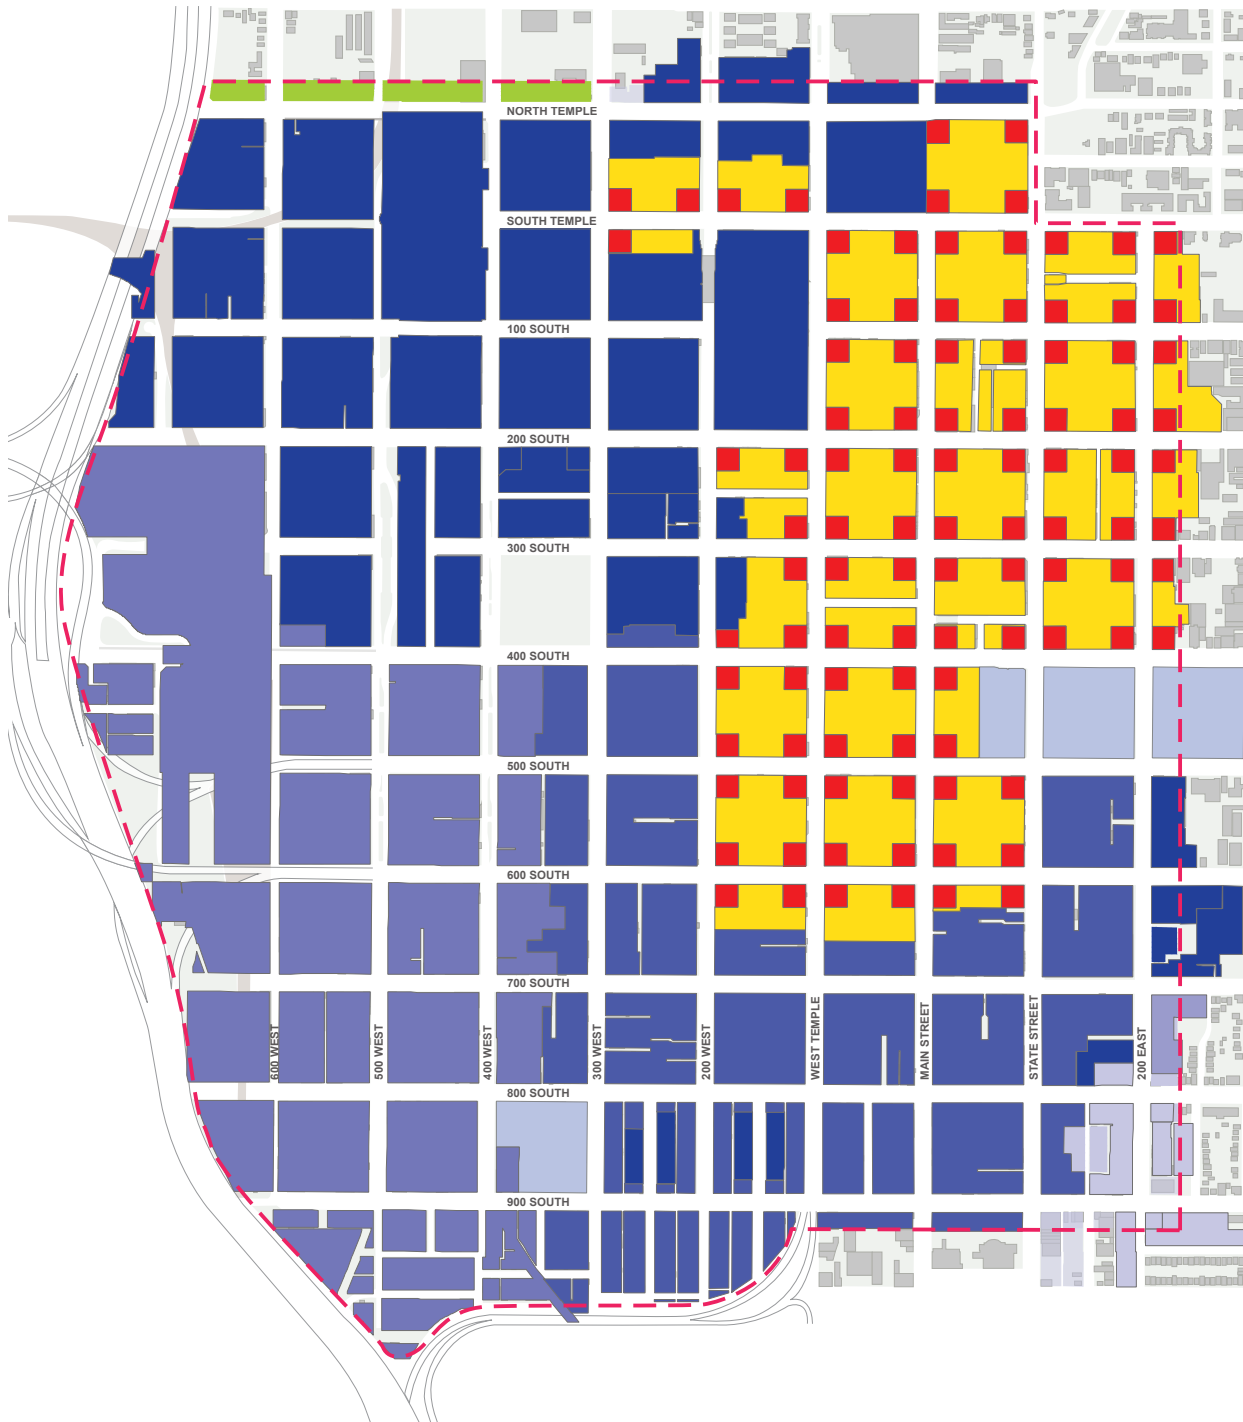 NORTH TEMPLE
SOUTH TEMPLE
100 SOUTH
200 SOUTH
300 SOUTH
400 SOUTH
500 SOUTH
600 SOUTH
700 SOUTH
600 WEST
500 WEST
400 WEST
300 WEST
200 WEST
WEST TEMPLE
MAIN STREET
STATE STREET
200 EAST
800 SOUTH
900 SOUTH